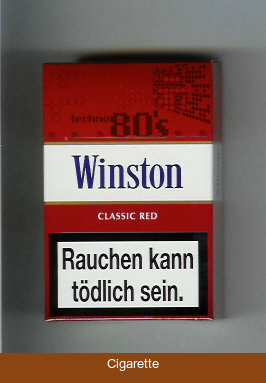 techno 80's
Winston
CLASSIC RED
Rauchen kann
tödlich sein.
Cigarette